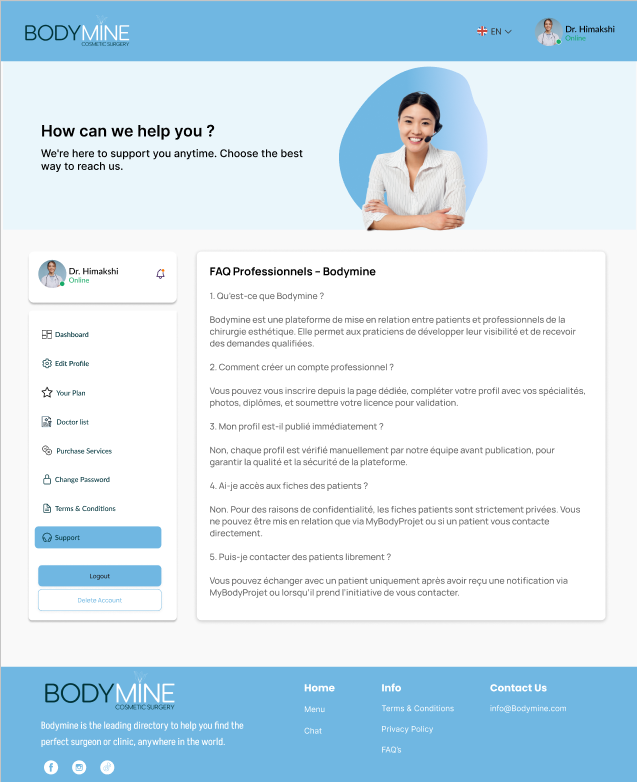 BODYMINE
COSMETIC SURGERY
EN
Dr. Himakshi
Online
How can we help you ?
We're here to support you anytime. Choose the best
way to reach us.
Dr. Himakshi
Online
Dashboard
Edit Profile
Your Plan
Doctor list
Purchase Services
Change Password
Terms & Conditions
Support
Logout
Delete Account
FAQ Professionnels – Bodymine
1. Qu'est-ce que Bodymine ?
Bodymine est une plateforme de mise en relation entre patients et professionnels de la
chirurgie esthétique. Elle permet aux praticiens de développer leur visibilité et de recevoir
des demandes qualifiées.
2. Comment créer un compte professionnel ?
Vous pouvez vous inscrire depuis la page dédiée, compléter votre profil avec vos spécialités,
photos, diplômes, et soumettre votre licence pour validation.
3. Mon profil est-il publié immédiatement ?
Non, chaque profil est vérifié manuellement par notre équipe avant publication, pour
garantir la qualité et la sécurité de la plateforme.
4. Ai-je accès aux fiches des patients ?
Non. Pour des raisons de confidentialité, les fiches patients sont strictement privées. Vous
ne pouvez être mis en relation que via MyBodyProjet ou si un patient vous contacte
directement.
5. Puis-je contacter des patients librement ?
Vous pouvez échanger avec un patient uniquement après avoir reçu une notification via
MyBodyProjet ou lorsqu'il prend l'initiative de vous contacter.
BODYMINE
COSMETIC SURGERY
Bodymine is the leading directory to help you find the
perfect surgeon or clinic, anywhere in the world.
Home
Menu
Chat
Info
Terms & Conditions
Privacy Policy
FAQ's
Contact Us
info@Bodymine.com